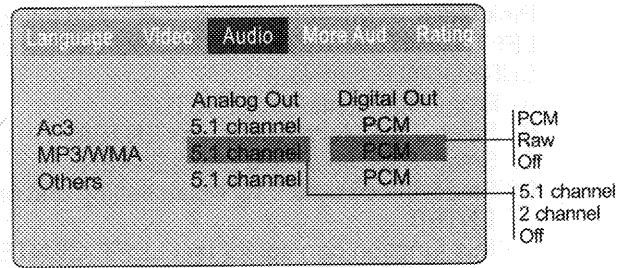 Language Video Audio More Aud Rating
Analog Out Digital Out
Ac3 5.1 channel PCM
MP3/WMA 5.1 channel PCM
Others 5.1 channel PCM
PCM
Raw
Off
5.1 channel
2 channel
Off